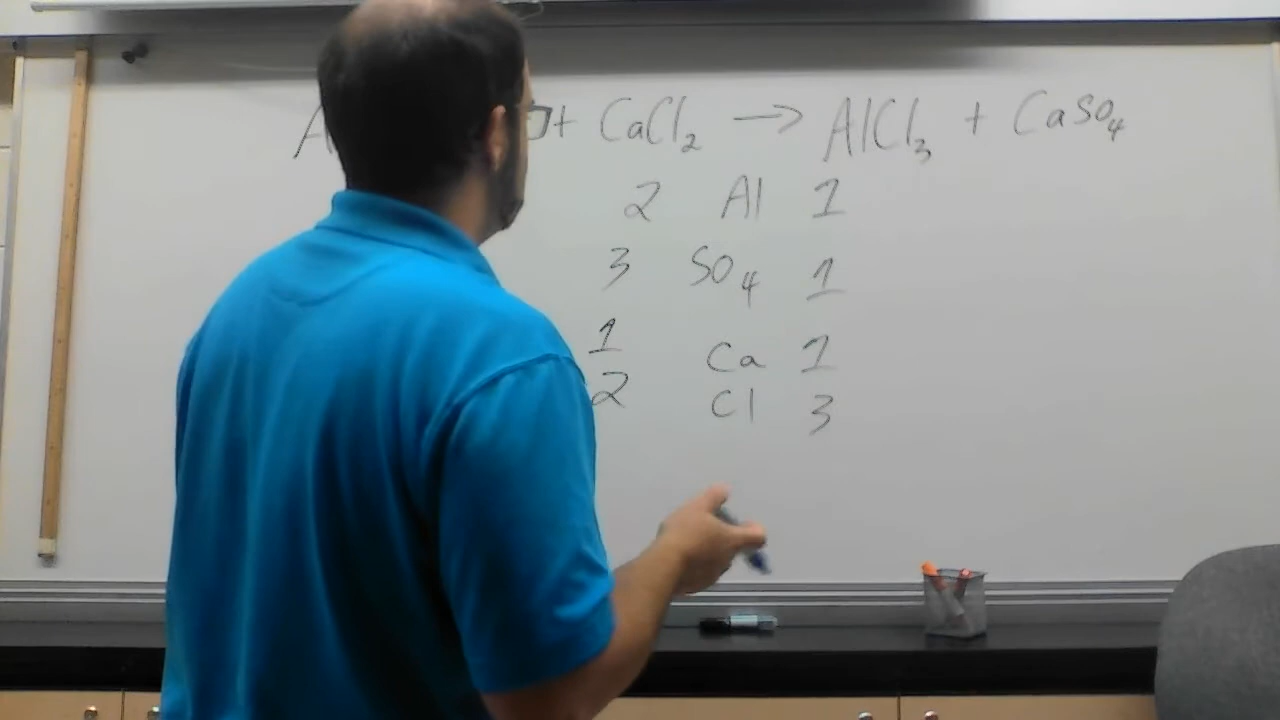 A + CaCl₂ → AlCl₃ + CaSO₄
2 Al 1
3 SO₄ 1
1 Ca 1
2 Cl 3